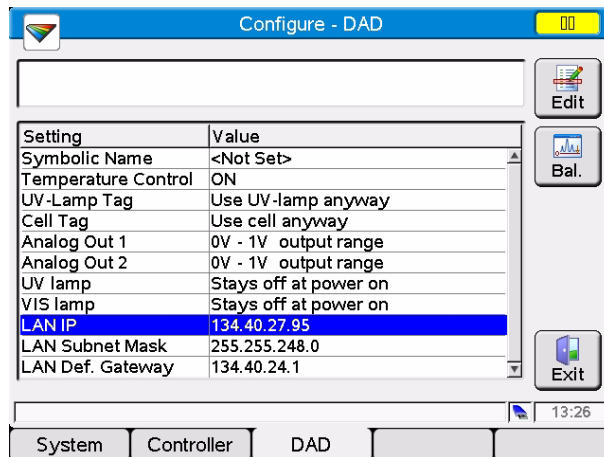 Configure - DAD
Edit
Setting Value
Symbolic Name <Not Set>
Bal.
Temperature Control ON
UV-Lamp Tag Use UV-lamp anyway
Cell Tag Use cell anyway
Analog Out 1 0V - 1V output range
Analog Out 2 0V - 1V output range
UV lamp Stays off at power on
VIS lamp Stays off at power on
LAN IP 134.40.27.95
LAN Subnet Mask 255.255.248.0
LAN Def. Gateway 134.40.24.1
Exit
13:26
System Controller DAD